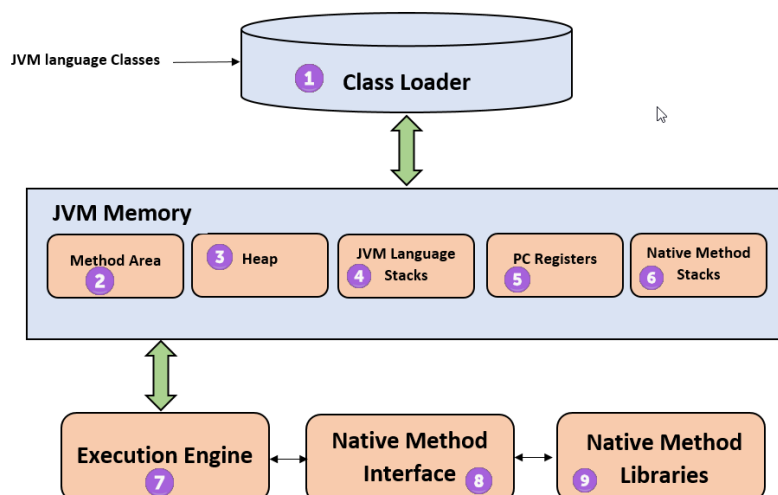 JVM language Classes
1
Class Loader
JVM Memory
Method Area
2
3
Heap
JVM Language
Stacks
4
PC Registers
5
Native Method
Stacks
6
Execution Engine
7
Native Method
Interface
8
Native Method
Libraries
9